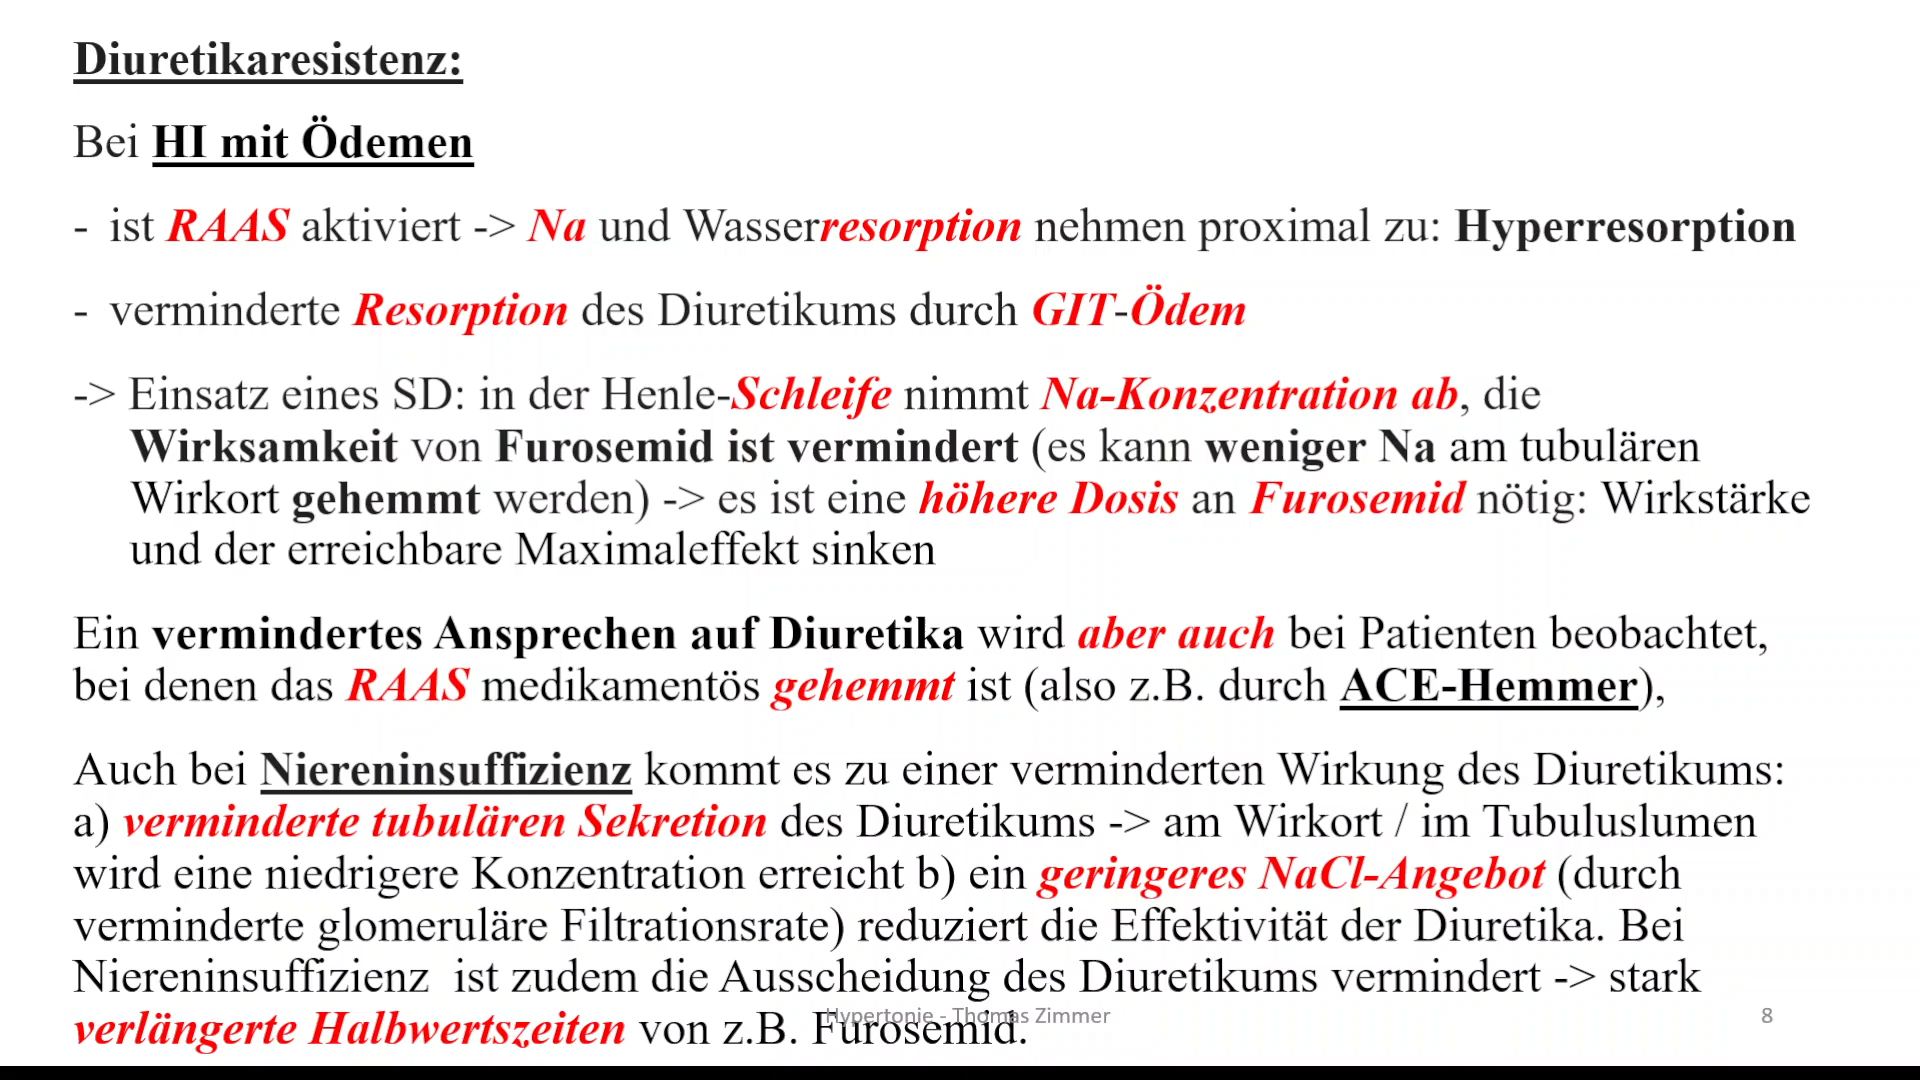 Diuretikaresistenz:
Bei HI mit Ödemen
- ist RAAS aktiviert -> Na und Wasserresorption nehmen proximal zu: Hyperresorption
- verminderte Resorption des Diuretikums durch GIT-Ödem
-> Einsatz eines SD: in der Henle-Schleife nimmt Na-Konzentration ab, die
Wirksamkeit von Furosemid ist vermindert (es kann weniger Na am tubulären
Wirkort gehemmt werden) -> es ist eine höhere Dosis an Furosemid nötig: Wirkstärke
und der erreichbare Maximaleffekt sinken
Ein vermindertes Ansprechen auf Diuretika wird aber auch bei Patienten beobachtet,
bei denen das RAAS medikamentös gehemmt ist (also z.B. durch ACE-Hemmer),
Auch bei Niereninsuffizienz kommt es zu einer verminderten Wirkung des Diuretikums:
a) verminderte tubulären Sekretion des Diuretikums -> am Wirkort / im Tubuluslumen
wird eine niedrigere Konzentration erreicht b) ein geringeres NaCl-Angebot (durch
verminderte glomeruläre Filtrationsrate) reduziert die Effektivität der Diuretika. Bei
Niereninsuffizienz ist zudem die Ausscheidung des Diuretikums vermindert -> stark
verlängerte Halbwertszeiten von z.B. Furosemid.
Hypertonie - Thomas Zimmer
8